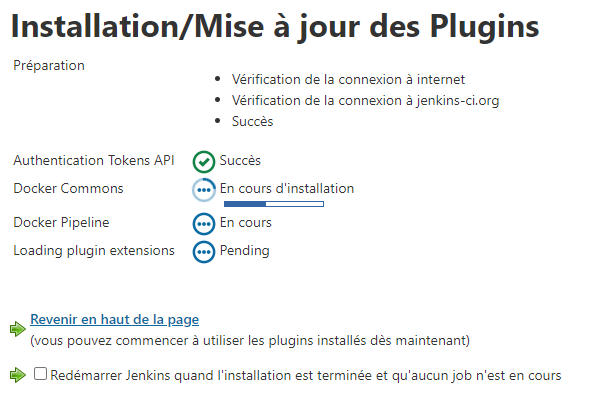 Installation/Mise à jour des Plugins
Préparation
Vérification de la connexion à internet
Vérification de la connexion à jenkins-ci.org
Succès
Authentication Tokens API Succès
Docker Commons En cours d'installation
Docker Pipeline En cours
Loading plugin extensions Pending
Revenir en haut de la page
(vous pouvez commencer à utiliser les plugins installés dès maintenant)
Redémarrer Jenkins quand l'installation est terminée et qu'aucun job n'est en cours